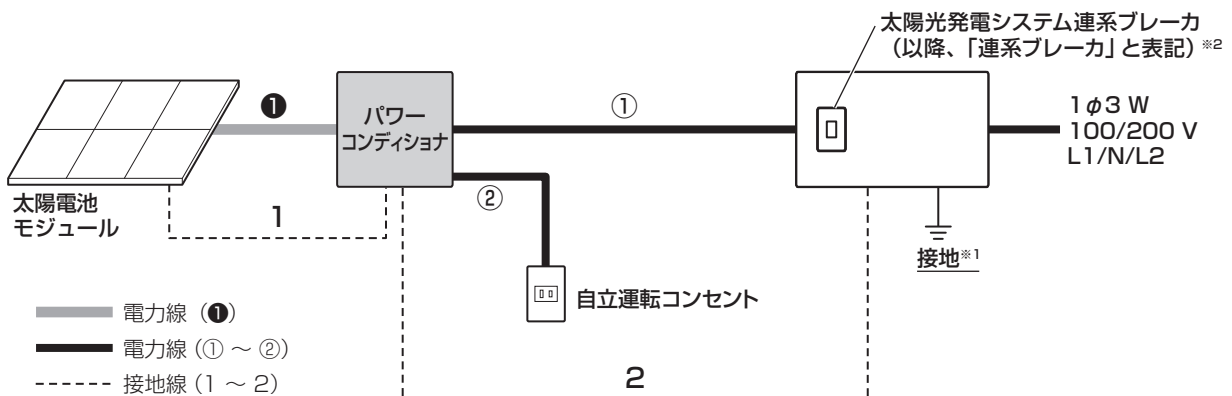 太陽光発電システム連系ブレーカ
（以降、「連系ブレーカ」と表記）※2
❶
パワー
コンディショナ
①
1φ3 W
100/200 V
L1/N/L2
②
太陽電池
モジュール
1
接地※1
自立運転コンセント
電力線（❶）
電力線（① ～ ②）
接地線（1 ～ 2）
2